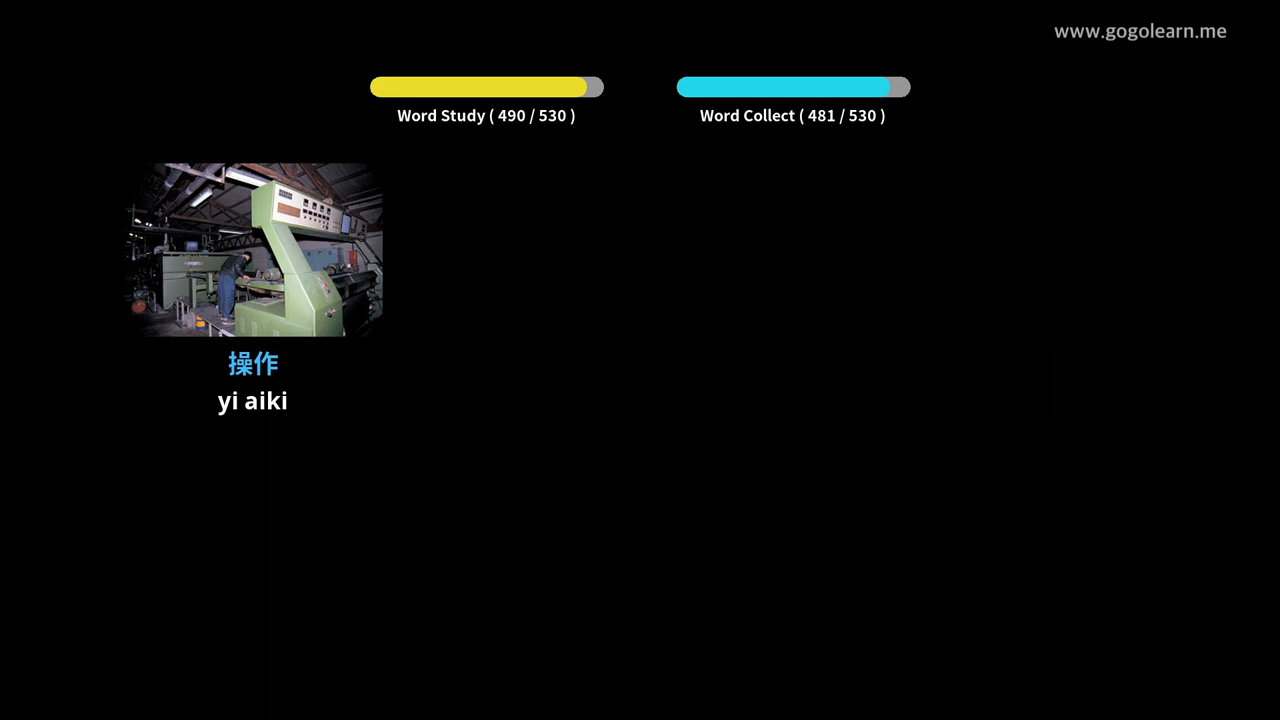 www.gogolearn.me
Word Study ( 490 / 530 )
Word Collect ( 481 / 530 )
操作
yi aiki